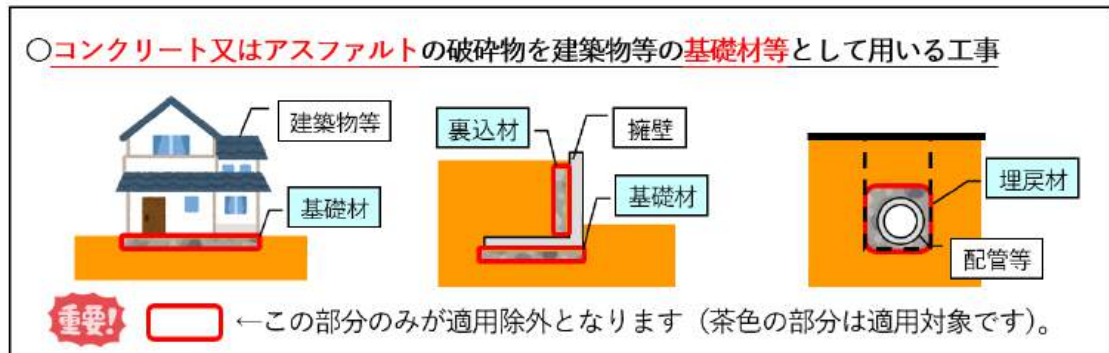 ○コンクリート又はアスファルトの破砕物を建築物等の基礎材等として用いる工事
建築物等
基礎材
裏込材
擁壁
基礎材
埋戻材
配管等
重要!
←この部分のみが適用除外となります（茶色の部分は適用対象です）。